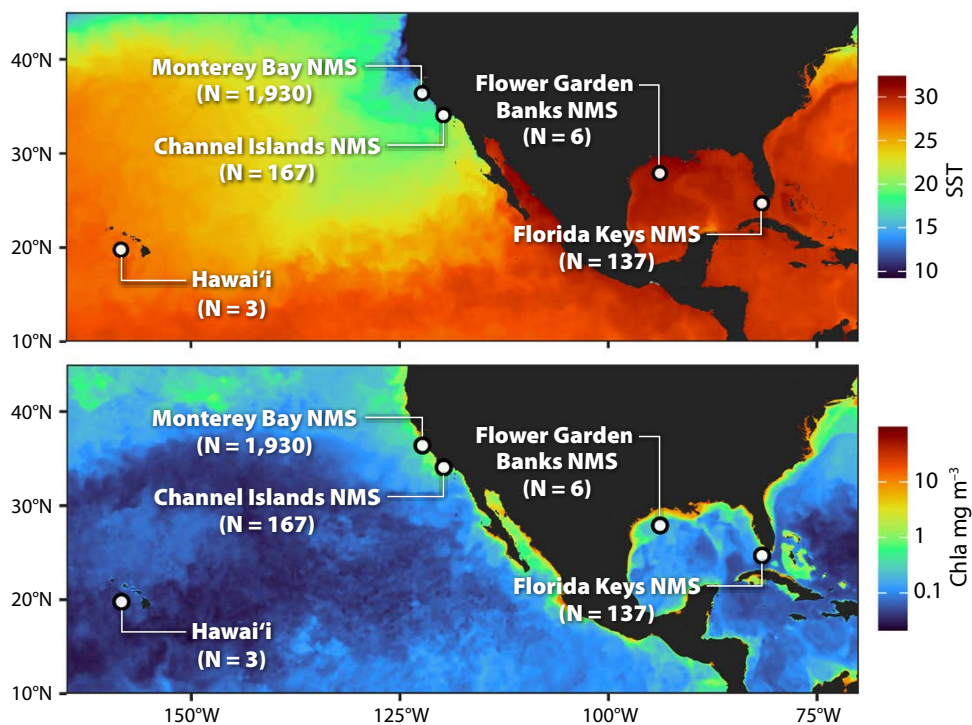 40°N
30°N
20°N
10°N
Monterey Bay NMS
(N = 1,930)
Channel Islands NMS
(N = 167)
Flower Garden
Banks NMS
(N = 6)
Florida Keys NMS
(N = 137)
Hawai‘i
(N = 3)
30
25
20
15
10
SST
40°N
30°N
20°N
10°N
Monterey Bay NMS
(N = 1,930)
Channel Islands NMS
(N = 167)
Flower Garden
Banks NMS
(N = 6)
Florida Keys NMS
(N = 137)
Hawai‘i
(N = 3)
10
1
0.1
Chla mg m⁻³
150°W
125°W
100°W
75°W